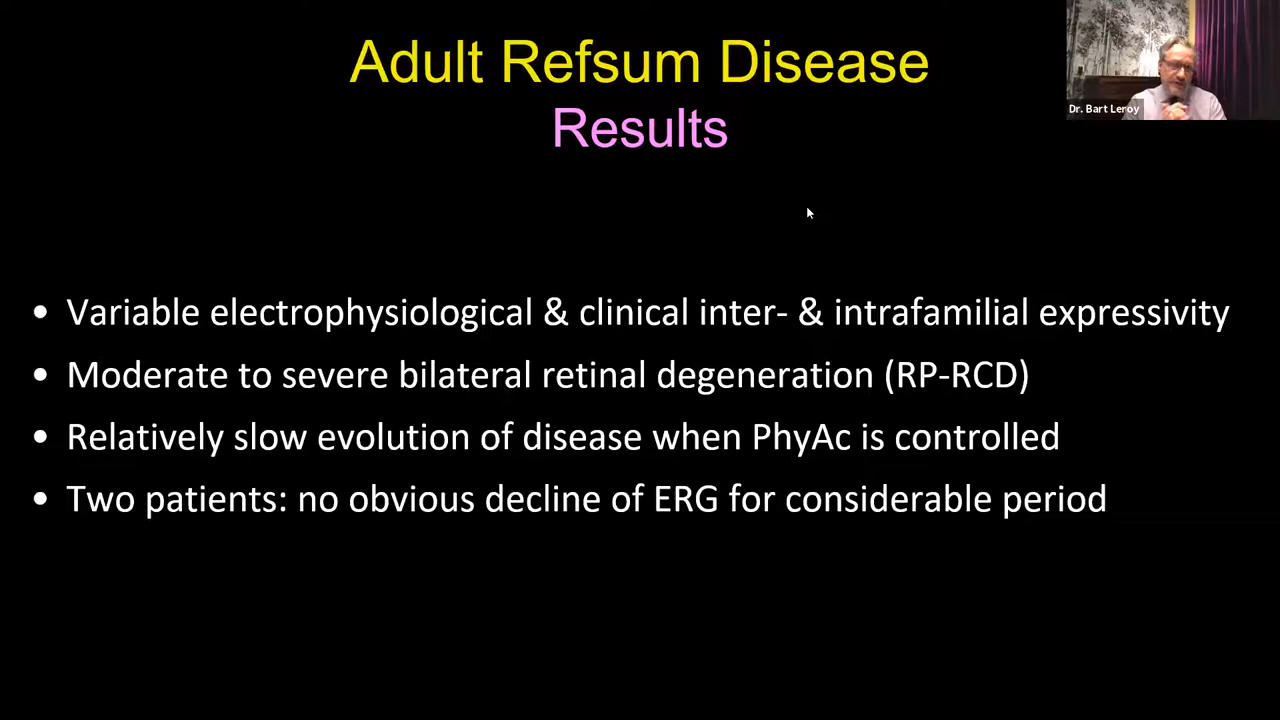 Adult Refsum Disease
Results
Dr. Bart Leroy
• Variable electrophysiological & clinical inter- & intrafamilial expressivity
• Moderate to severe bilateral retinal degeneration (RP-RCD)
• Relatively slow evolution of disease when PhyAc is controlled
• Two patients: no obvious decline of ERG for considerable period